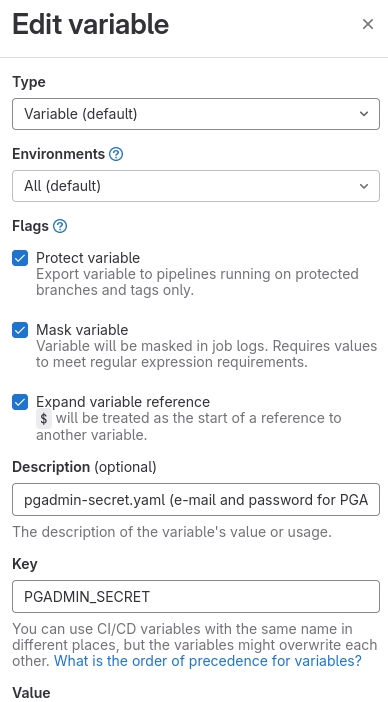 Edit variable
Type
Variable (default)
Environments
All (default)
Flags
Protect variable
Export variable to pipelines running on protected
branches and tags only.
Mask variable
Variable will be masked in job logs. Requires values
to meet regular expression requirements.
Expand variable reference
$ will be treated as the start of a reference to
another variable.
Description (optional)
pgadmin-secret.yaml (e-mail and password for PGA
The description of the variable's value or usage.
Key
PGADMIN_SECRET
You can use CI/CD variables with the same name in
different places, but the variables might overwrite each
other. What is the order of precedence for variables?
Value